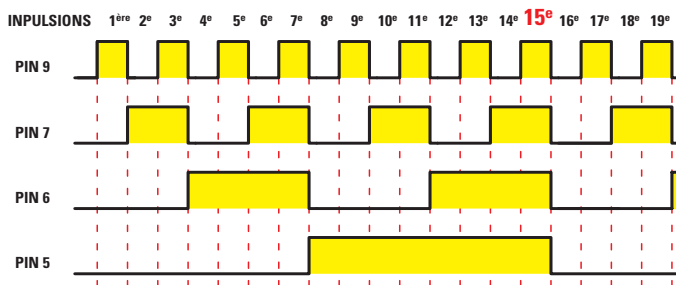 INPULSIONS 1ère 2e 3e 4e 5e 6e 7e 8e 9e 10e 11e 12e 13e 14e 15e 16e 17e 18e 19e
PIN 9
PIN 7
PIN 6
PIN 5